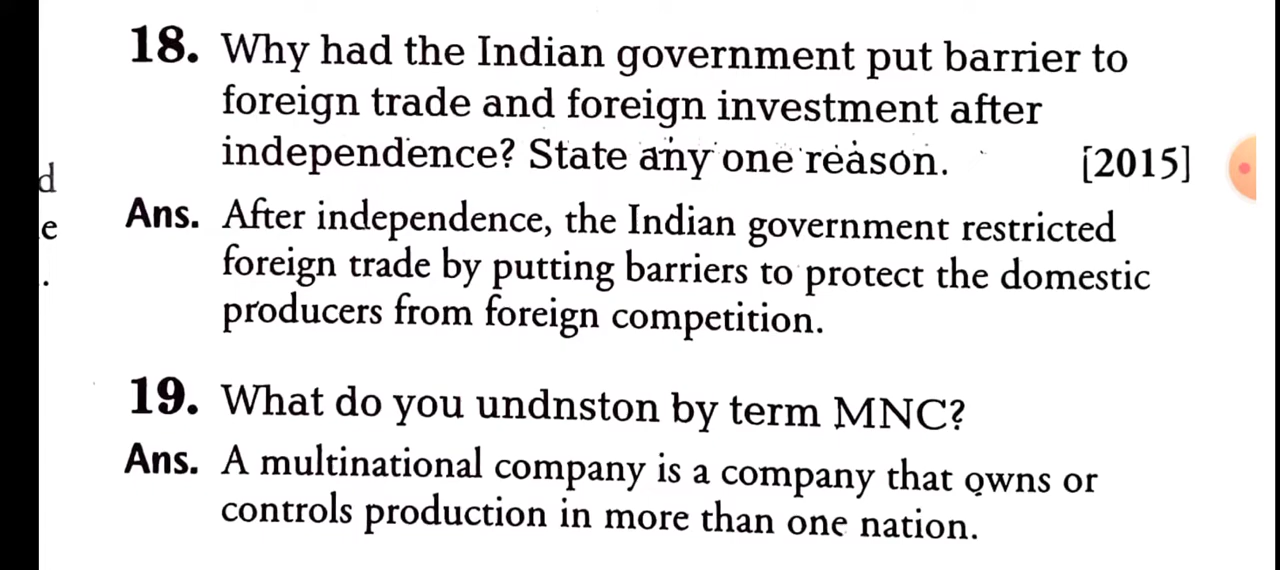 18. Why had the Indian government put barrier to
foreign trade and foreign investment after
independence? State any one reason. [2015]
d
e
.
Ans. After independence, the Indian government restricted
foreign trade by putting barriers to protect the domestic
producers from foreign competition.
19. What do you undnston by term MNC?
Ans. A multinational company is a company that owns or
controls production in more than one nation.